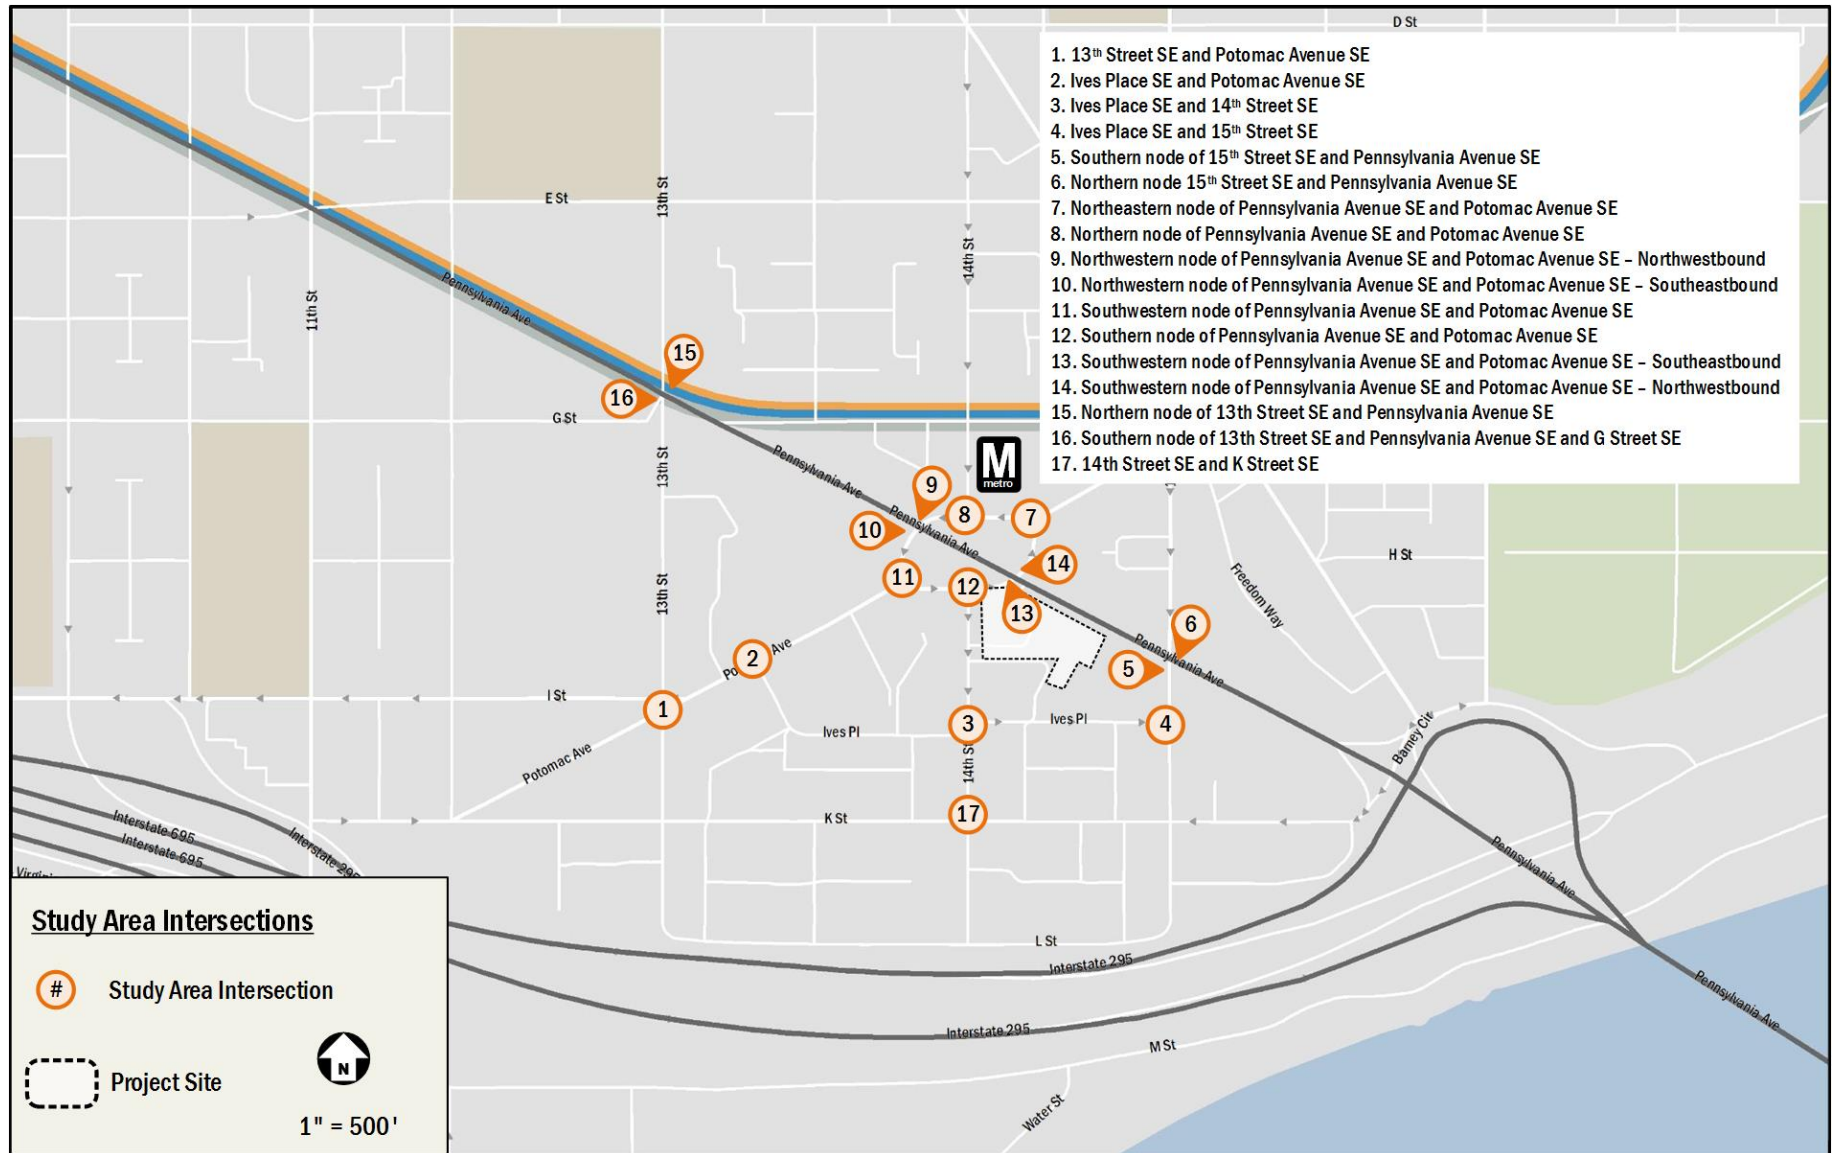 D St
1. 13th Street SE and Potomac Avenue SE
2. Ives Place SE and Potomac Avenue SE
3. Ives Place SE and 14th Street SE
4. Ives Place SE and 15th Street SE
5. Southern node of 15th Street SE and Pennsylvania Avenue SE
6. Northern node 15th Street SE and Pennsylvania Avenue SE
7. Northeastern node of Pennsylvania Avenue SE and Potomac Avenue SE
8. Northern node of Pennsylvania Avenue SE and Potomac Avenue SE
9. Northwestern node of Pennsylvania Avenue SE and Potomac Avenue SE – Northwestbound
10. Northwestern node of Pennsylvania Avenue SE and Potomac Avenue SE – Southeastbound
11. Southwestern node of Pennsylvania Avenue SE and Potomac Avenue SE
12. Southern node of Pennsylvania Avenue SE and Potomac Avenue SE
13. Southwestern node of Pennsylvania Avenue SE and Potomac Avenue SE – Southeastbound
14. Southwestern node of Pennsylvania Avenue SE and Potomac Avenue SE – Northwestbound
15. Northern node of 13th Street SE and Pennsylvania Avenue SE
16. Southern node of 13th Street SE and Pennsylvania Avenue SE and G Street SE
17. 14th Street SE and K Street SE
E St
13th St
14th St
11th St
Pennsylvania Ave
15
16
G St
13th St
Pennsylvania Ave
M
metro
9
8
7
10
Pennsylvania Ave
14
11
12
13
13th St
H St
Freedom Way
6
5
Pennsylvania Ave
2
Ave
I St
1
3
Ives Pl
4
Ives Pl
Barney Cir
14th St
Potomac Ave
17
K St
Interstate 695
Interstate 695
Interstate 295
Pennsylvania Ave
L St
Interstate 295
Interstate 295
Pennsylvania Ave
M St
Water St
Study Area Intersections
# Study Area Intersection
Project Site
N
1" = 500'